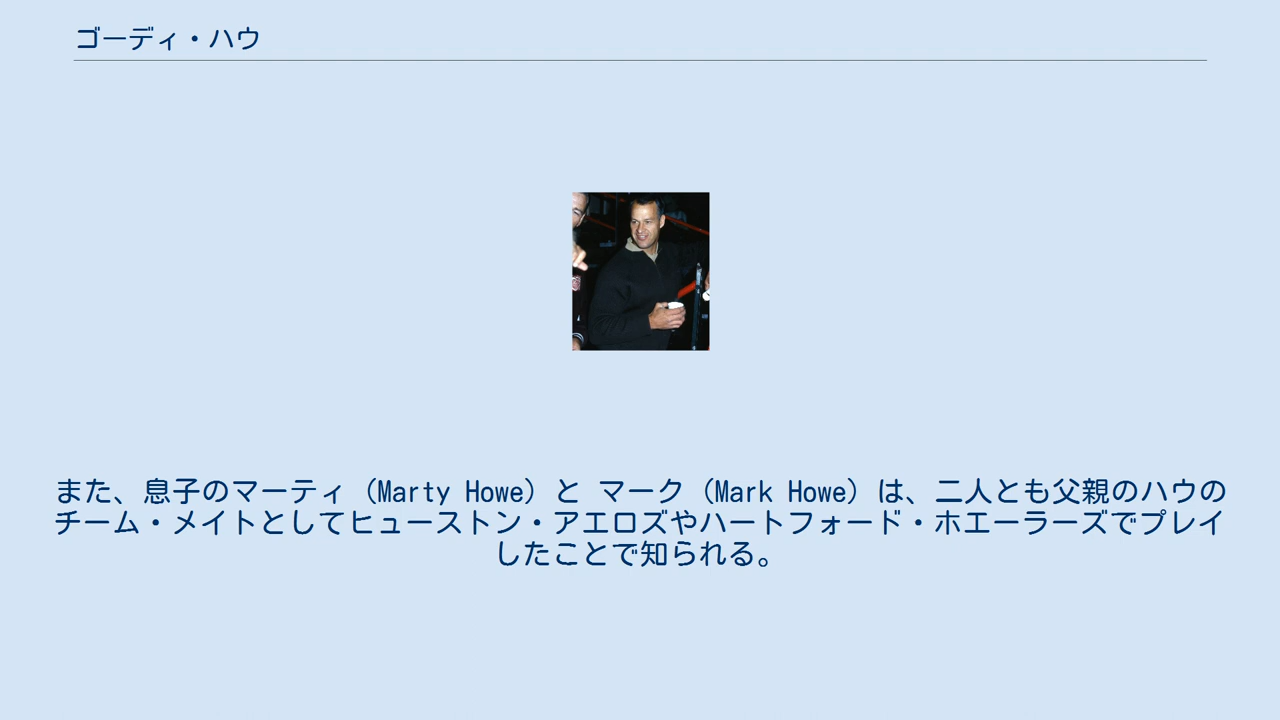 ゴーディ・ハウ
また、息子のマーティ（Marty Howe）と マーク（Mark Howe）は、二人とも父親のハウの
チーム・メイトとしてヒューストン・アエロズやハートフォード・ホエーラーズでプレイ
したことで知られる。